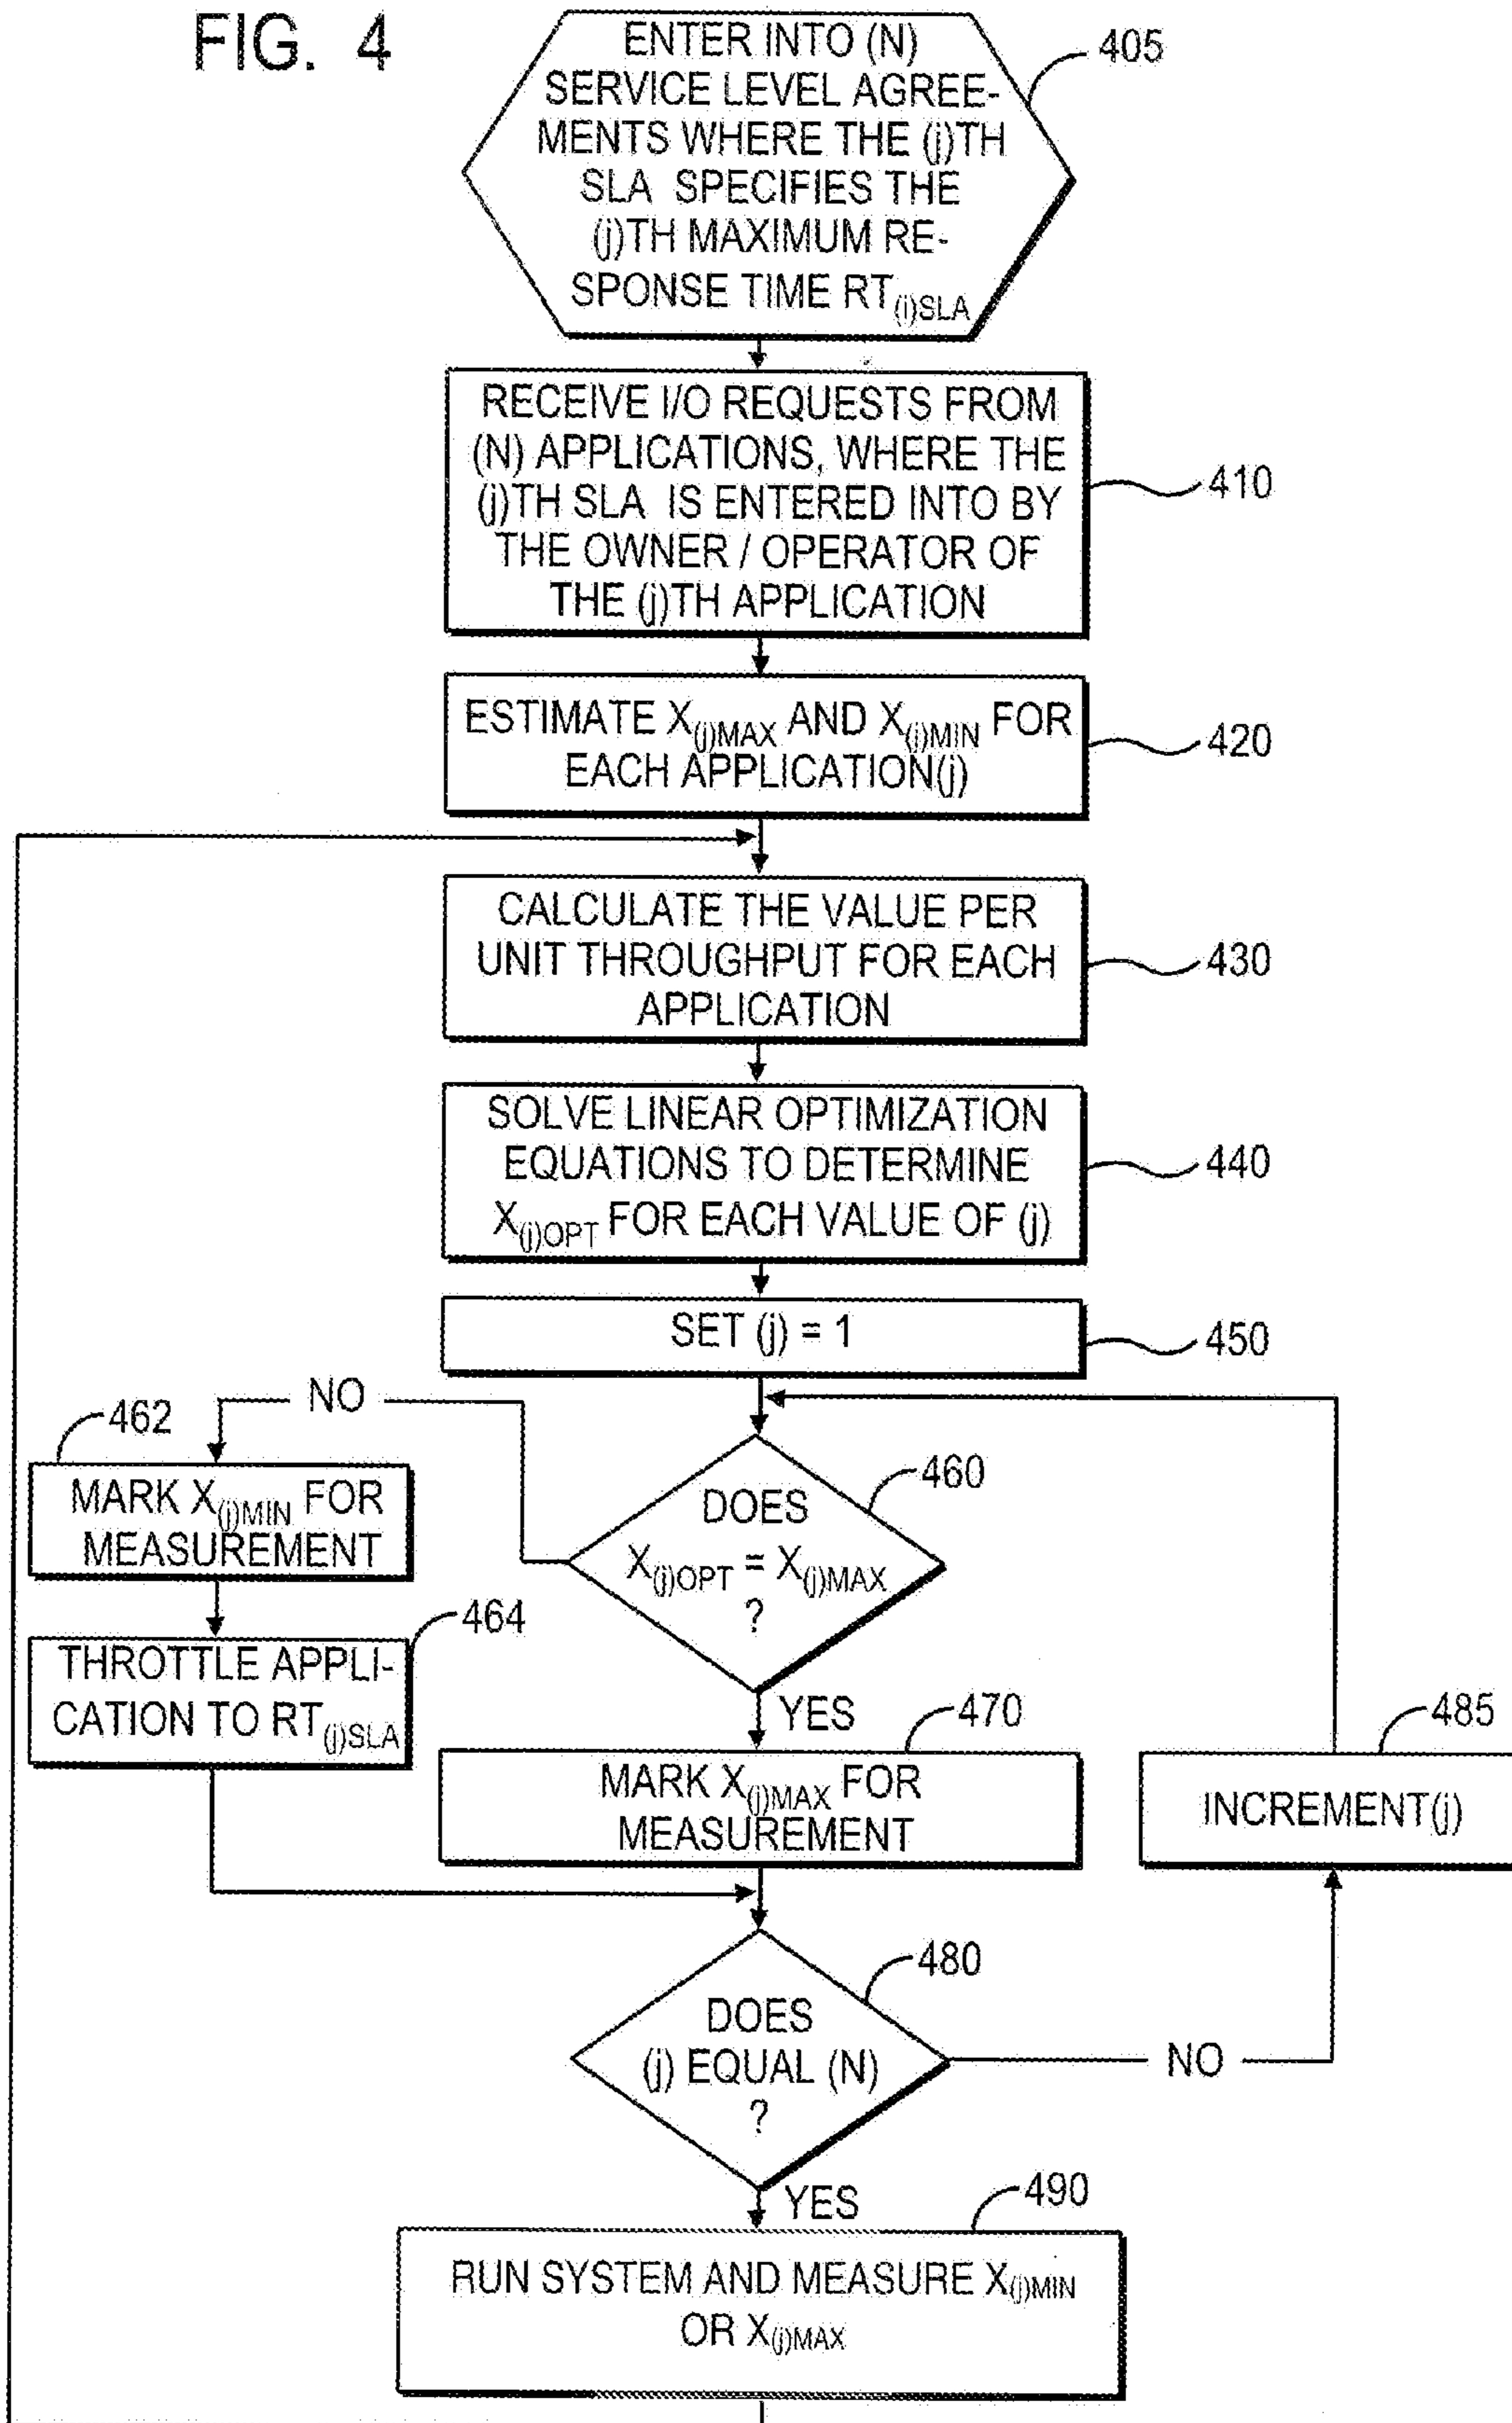 FIG. 4
ENTER INTO (N)
SERVICE LEVEL AGREE-
MENTS WHERE THE (j)TH
SLA SPECIFIES THE
(j)TH MAXIMUM RE-
SPONSE TIME RT(j)SLA
405
RECEIVE I/O REQUESTS FROM
(N) APPLICATIONS, WHERE THE
(j)TH SLA IS ENTERED INTO BY
THE OWNER / OPERATOR OF
THE (j)TH APPLICATION
410
ESTIMATE X(j)MAX AND X(j)MIN FOR
EACH APPLICATION(j)
420
CALCULATE THE VALUE PER
UNIT THROUGHPUT FOR EACH
APPLICATION
430
SOLVE LINEAR OPTIMIZATION
EQUATIONS TO DETERMINE
X(j)OPT FOR EACH VALUE OF (j)
440
SET (j) = 1
450
NO
462
MARK X(j)MIN FOR
MEASUREMENT
460
DOES
X(j)OPT = X(j)MAX
?
464
THROTTLE APPLI-
CATION TO RT(j)SLA
YES
470
MARK X(j)MAX FOR
MEASUREMENT
485
INCREMENT(j)
480
DOES
(j) EQUAL (N)
?
NO
YES
490
RUN SYSTEM AND MEASURE X(j)MIN
OR X(j)MAX